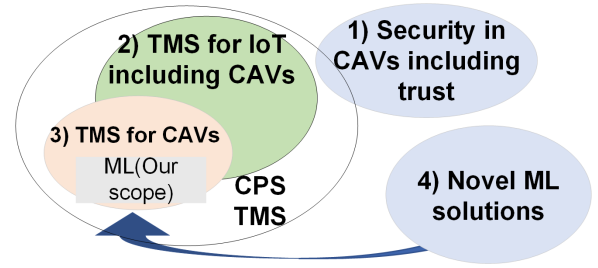 1) Security in
CAVs including
trust
2) TMS for IoT
including CAVs
3) TMS for CAVs
ML(Our
scope)
CPS
TMS
4) Novel ML
solutions